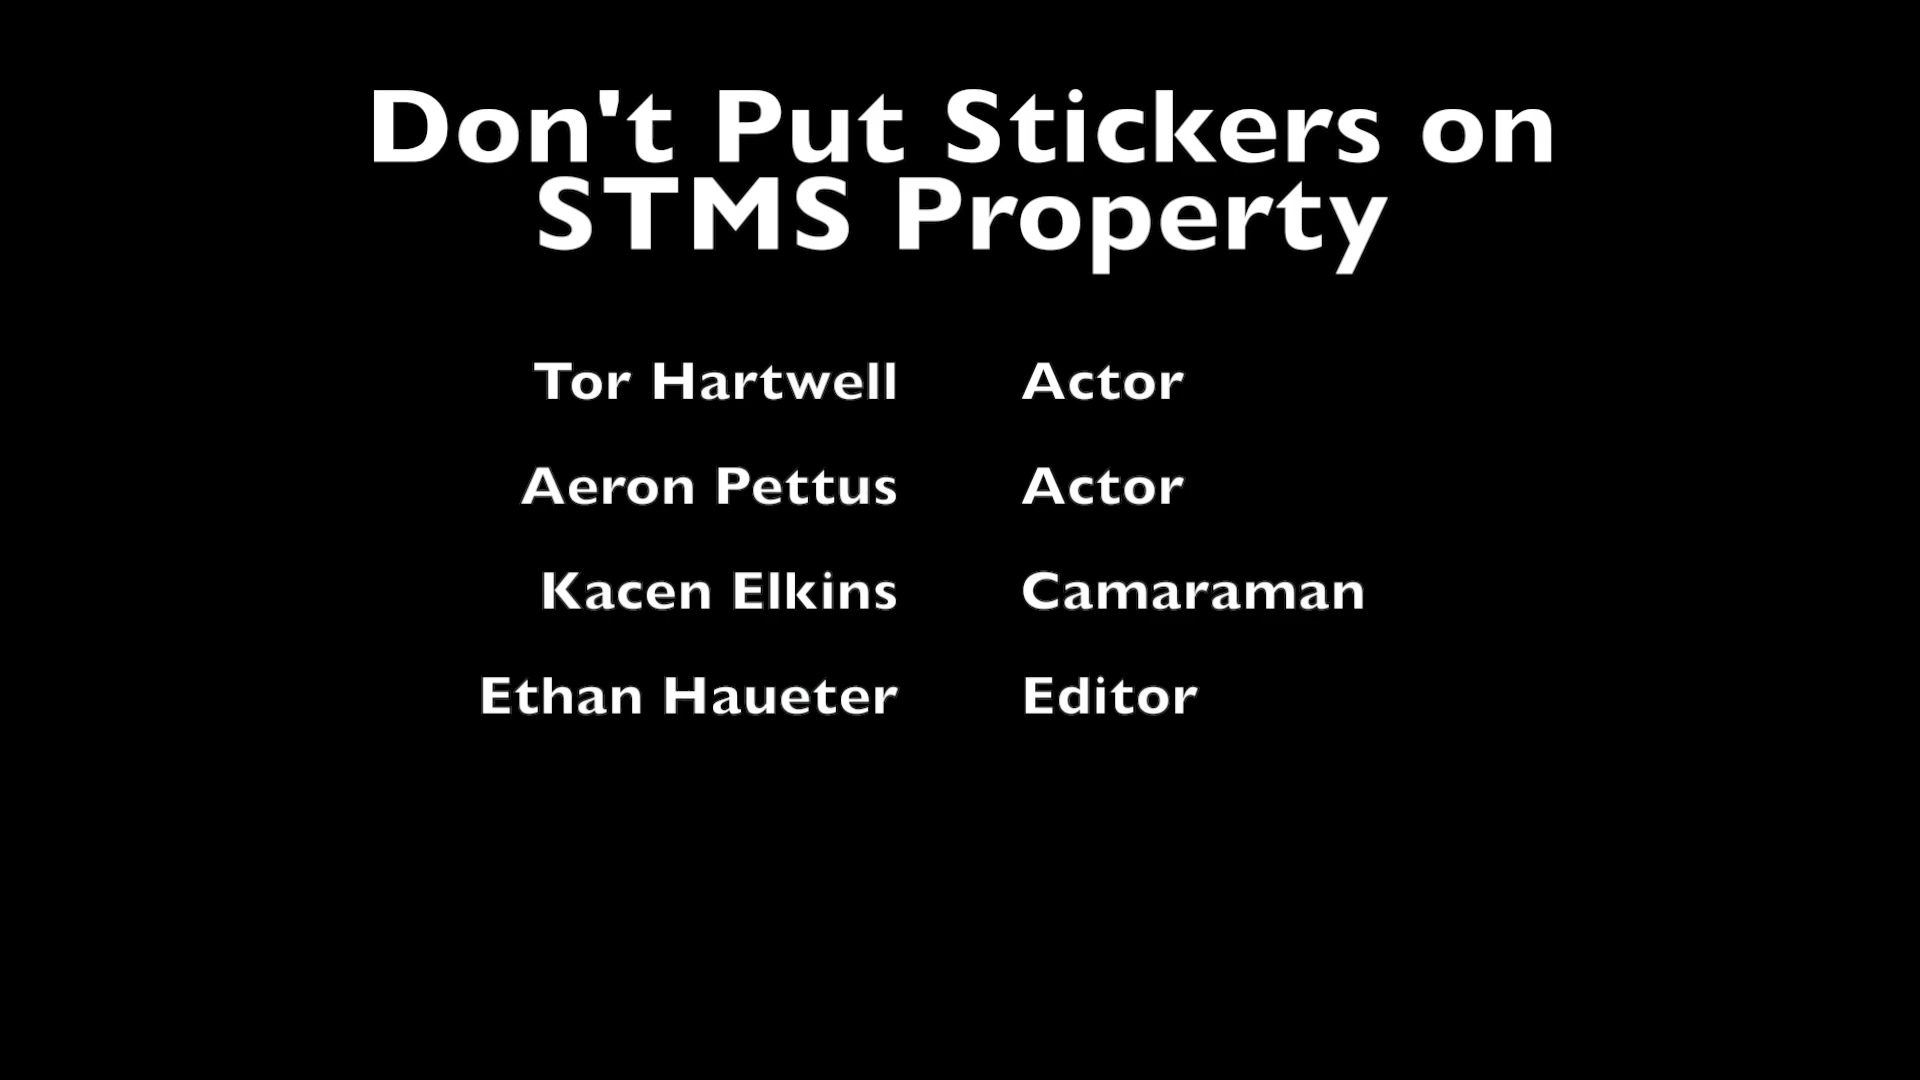 Don't Put Stickers on
STMS Property
Tor Hartwell Actor
Aeron Pettus Actor
Kacen Elkins Camaraman
Ethan Haueter Editor